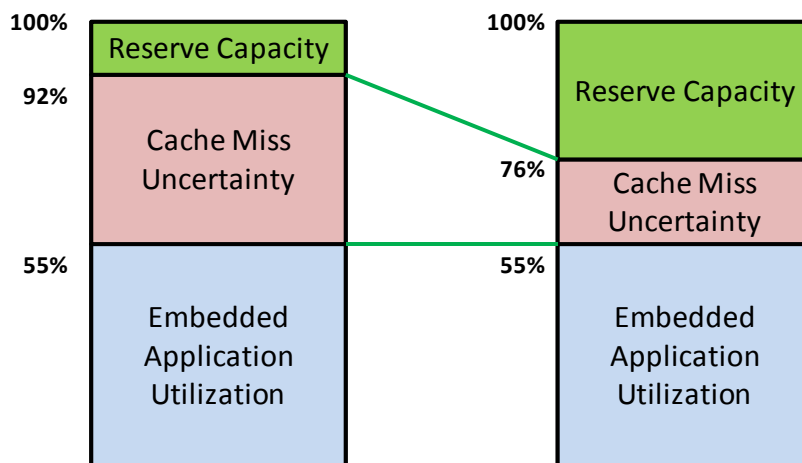 100%
Reserve Capacity
92%
Cache Miss
Uncertainty
55%
Embedded
Application
Utilization
100%
Reserve Capacity
76%
Cache Miss
Uncertainty
55%
Embedded
Application
Utilization